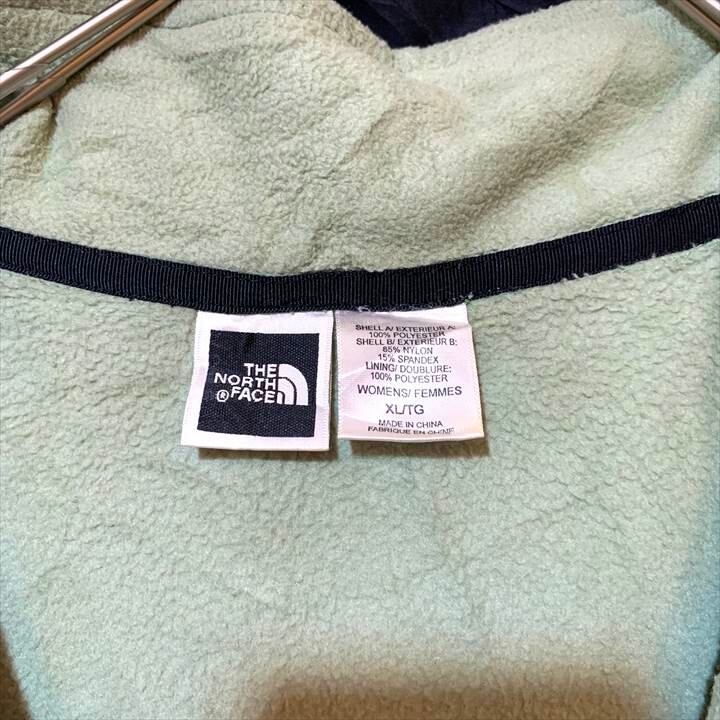 THE
NORTH
® FACE
SHELL A/ EXTERIEUR A:
100% POLYESTER
SHELL B/ EXTERIEUR B:
85% NYLON
15% SPANDEX
LINING/ DOUBLURE:
100% POLYESTER
WOMENS/ FEMMES
XL/TG
MADE IN CHINA
FABRIQUE EN CHINE